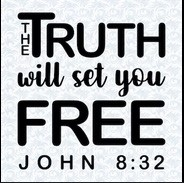 THE TRUTH
will set you
FREE
JOHN 8:32